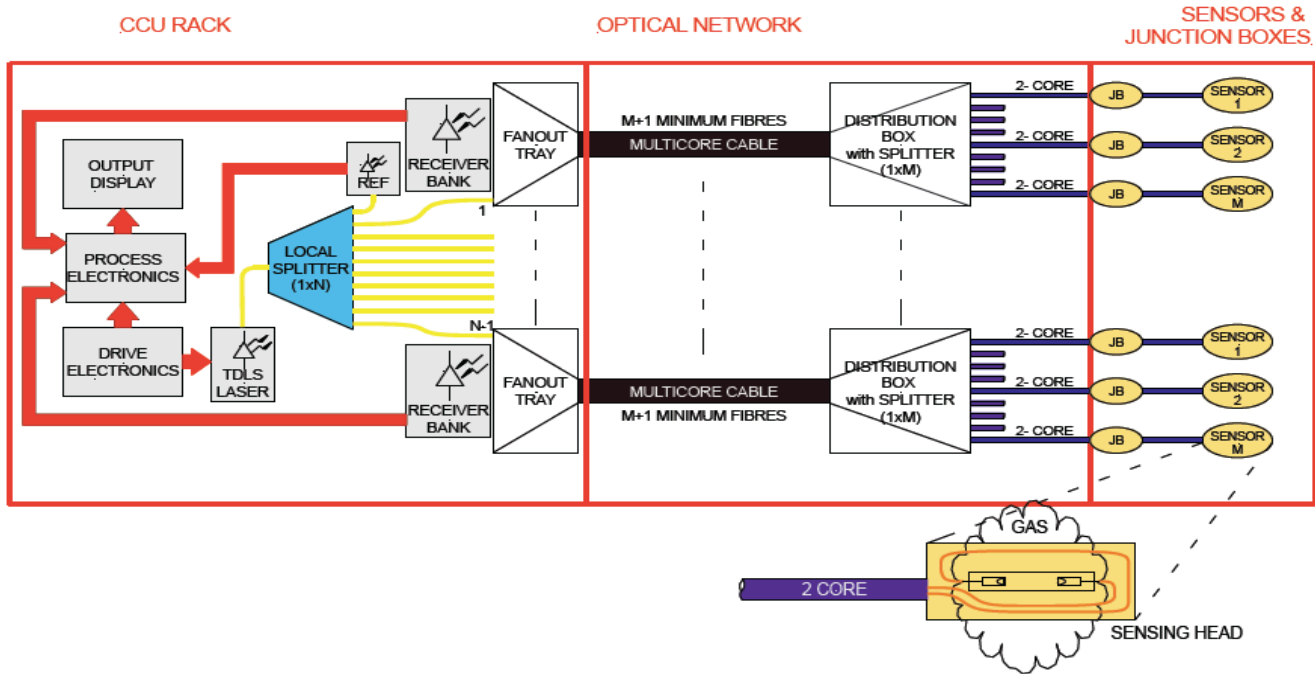 CCU RACK
OPTICAL NETWORK
SENSORS &
JUNCTION BOXES
OUTPUT
DISPLAY
PROCESS
ELECTRONICS
DRIVE
ELECTRONICS
TDLS
LASER
LOCAL
SPLITTER
(1xN)
REF
RECEIVER
BANK
FANOUT
TRAY
1
N-1
RECEIVER
BANK
FANOUT
TRAY
M+1 MINIMUM FIBRES
MULTICORE CABLE
MULTICORE CABLE
M+1 MINIMUM FIBRES
DISTRIBUTION
BOX
with SPLITTER
(1xM)
2- CORE
JB
SENSOR
1
2- CORE
JB
SENSOR
2
2- CORE
JB
SENSOR
M
DISTRIBUTION
BOX
with SPLITTER
(1xM)
2- CORE
JB
SENSOR
1
2- CORE
JB
SENSOR
2
2- CORE
JB
SENSOR
M
GAS
2 CORE
SENSING HEAD